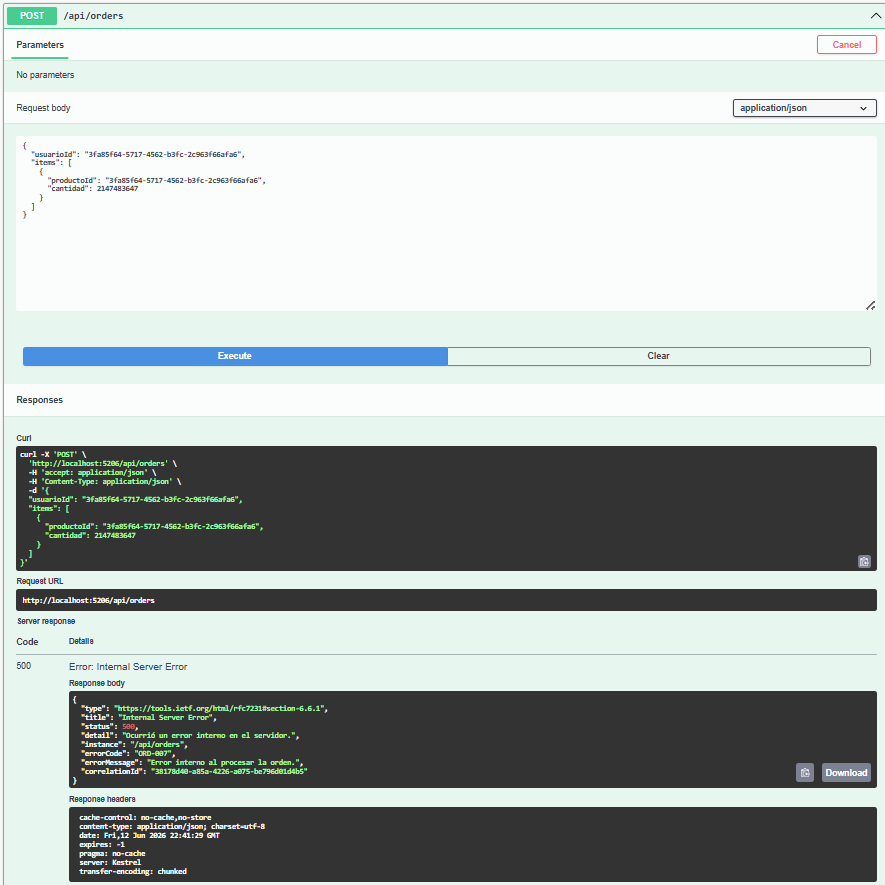 POST /api/orders
Parameters
Cancel
No parameters
Request body
application/json
{
  "usuarioId": "3fa85f64-5717-4562-b3fc-2c963f66afa6",
  "items": [
    {
      "productoId": "3fa85f64-5717-4562-b3fc-2c963f66afa6",
      "cantidad": 2147483647
    }
  ]
}
Execute
Clear
Responses
Curl
curl -X 'POST' \
  'http://localhost:5206/api/orders' \
  -H 'accept: application/json' \
  -H 'Content-Type: application/json' \
  -d '{
  "usuarioId": "3fa85f64-5717-4562-b3fc-2c963f66afa6",
  "items": [
    {
      "productoId": "3fa85f64-5717-4562-b3fc-2c963f66afa6",
      "cantidad": 2147483647
    }
  ]
}'
Request URL
http://localhost:5206/api/orders
Server response
Code Details
500 Error: Internal Server Error
Response body
{
  "type": "https://tools.ietf.org/html/rfc7231#section-6.6.1",
  "title": "Internal Server Error",
  "status": 500,
  "detail": "Ocurrió un error interno en el servidor.",
  "instance": "/api/orders",
  "errorCode": "ORD-007",
  "errorMessage": "Error interno al procesar la orden.",
  "correlationId": "38178d40-a85a-4226-a075-be796d01d4b5"
}
Download
Response headers
cache-control: no-cache,no-store
content-type: application/json; charset=utf-8
date: Fri,12 Jun 2026 22:41:29 GMT
expires: -1
pragma: no-cache
server: Kestrel
transfer-encoding: chunked